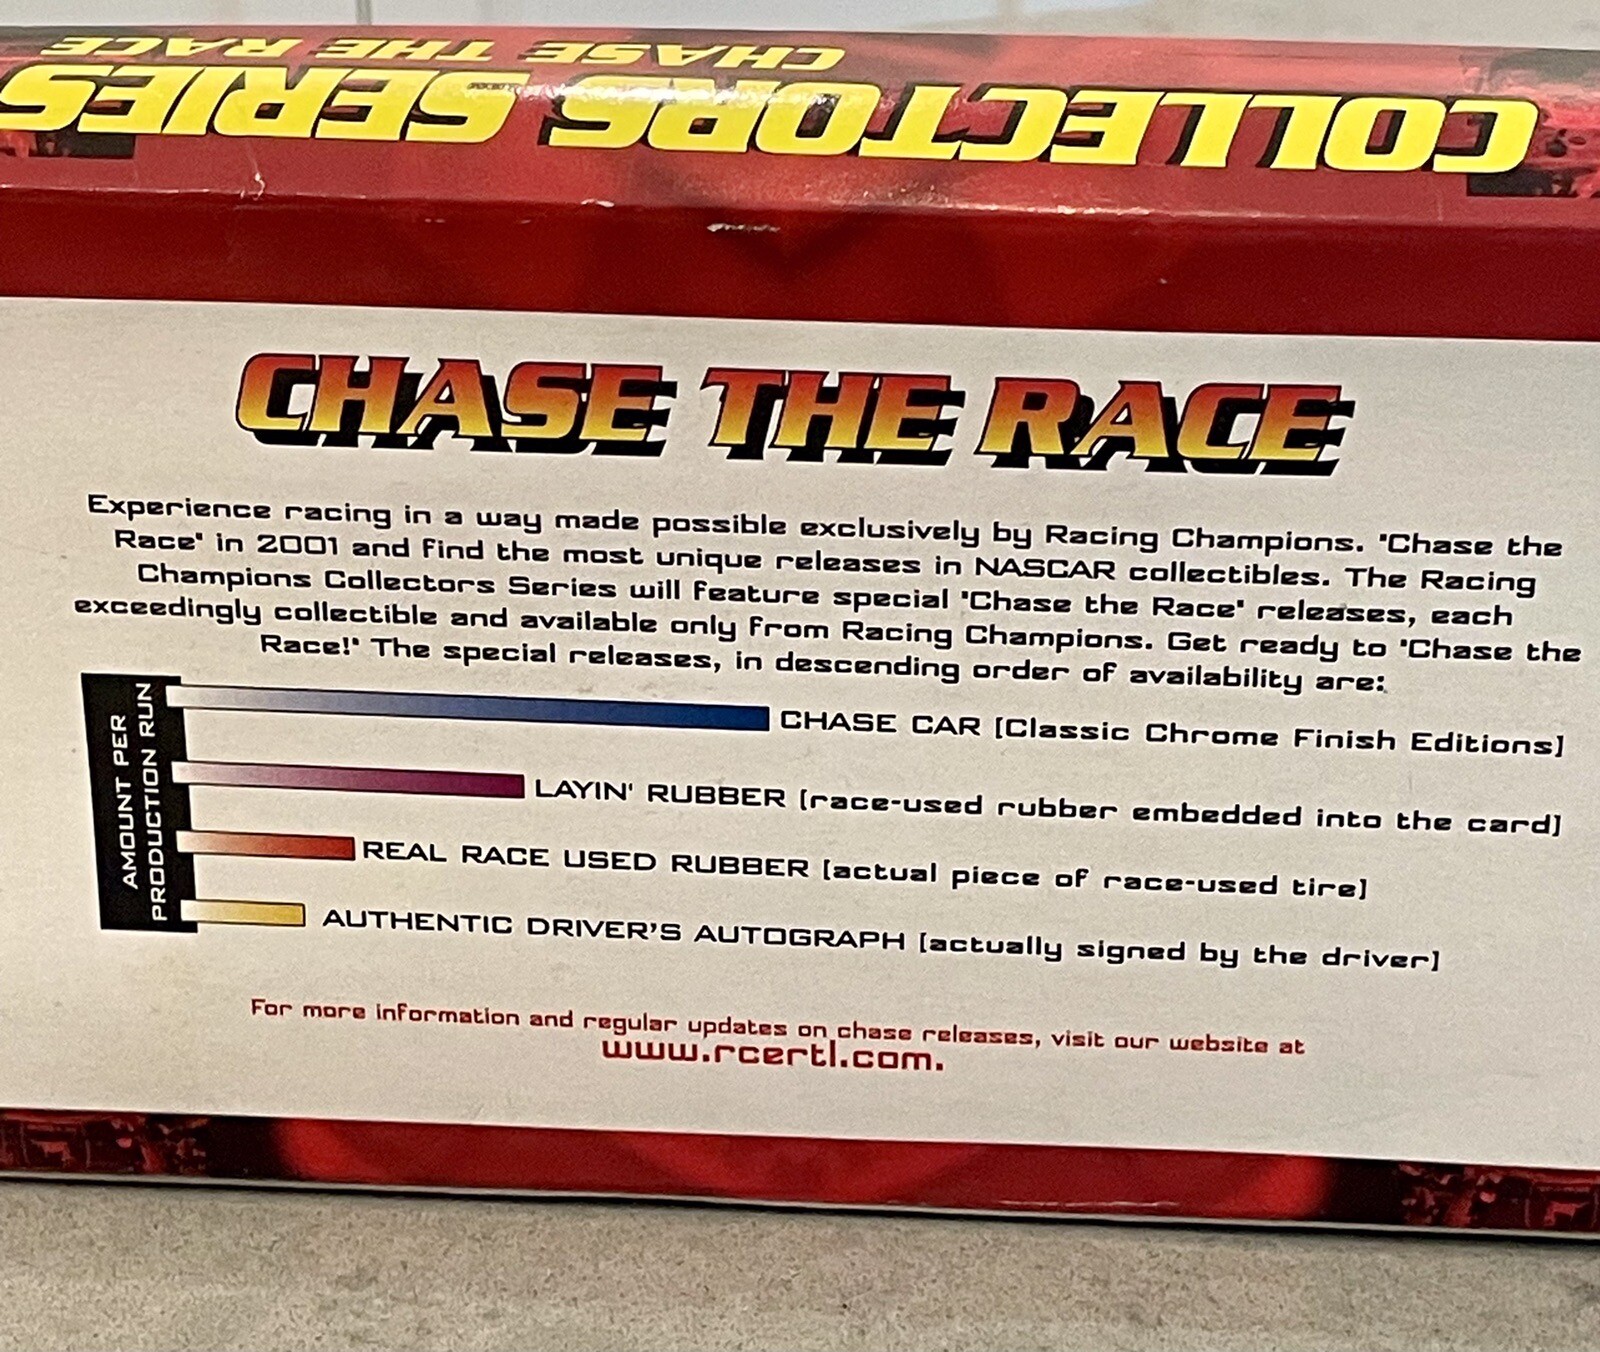 COLLECTORS SERIES
CHASE THE RACE
CHASE THE RACE
Experience racing in a way made possible exclusively by Racing Champions. "Chase the
Race" in 2001 and find the most unique releases in NASCAR collectibles. The Racing
Champions Collectors Series will feature special "Chase the Race" releases, each
exceedingly collectible and available only from Racing Champions. Get ready to "Chase the
Race!" The special releases, in descending order of availability are:
AMOUNT PER
PRODUCTION RUN
CHASE CAR [Classic Chrome Finish Editions]
LAYIN' RUBBER [race-used rubber embedded into the card]
REAL RACE USED RUBBER [actual piece of race-used tire]
AUTHENTIC DRIVER'S AUTOGRAPH [actually signed by the driver]
For more information and regular updates on chase releases, visit our website at
www.rcertl.com.